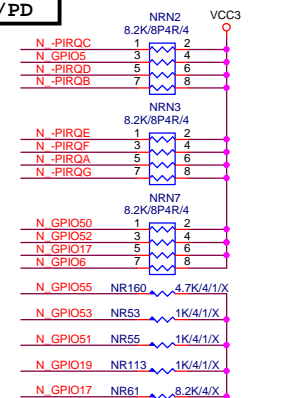 /PD
NRN2 VCC3
8.2K/8P4R/4
N_-PIRQC 1 2
N_GPIO5 3 4
N_-PIRQD 5 6
N_-PIRQB 7 8
NRN3
8.2K/8P4R/4
N_-PIRQE 1 2
N_-PIRQF 3 4
N_-PIRQA 5 6
N_-PIRQG 7 8
NRN7
8.2K/8P4R/4
N_GPIO50 1 2
N_GPIO52 3 4
N_GPIO17 5 6
N_GPIO6 7 8
N_GPIO55 NR160 4.7K/4/1/X
N_GPIO53 NR53 1K/4/1/X
N_GPIO51 NR55 1K/4/1/X
N_GPIO19 NR113 1K/4/1/X
N_GPIO17 NR61 8.2K/4/X